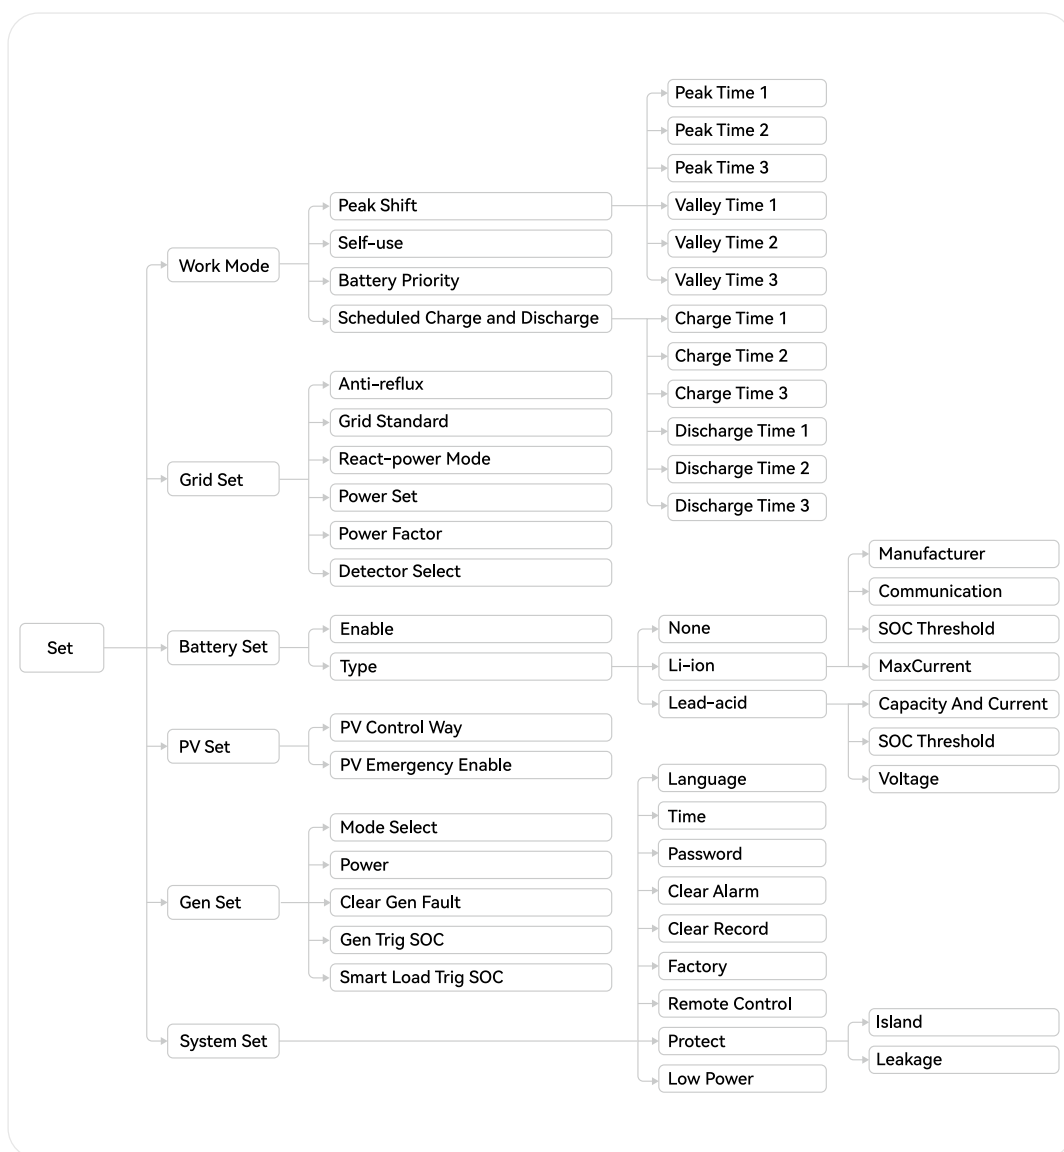 Set
Work Mode
Peak Shift
Peak Time 1
Peak Time 2
Peak Time 3
Valley Time 1
Valley Time 2
Valley Time 3
Self-use
Battery Priority
Scheduled Charge and Discharge
Charge Time 1
Charge Time 2
Charge Time 3
Discharge Time 1
Discharge Time 2
Discharge Time 3
Grid Set
Anti-reflux
Grid Standard
React-power Mode
Power Set
Power Factor
Detector Select
Battery Set
Enable
Type
None
Li-ion
Manufacturer
Communication
SOC Threshold
MaxCurrent
Lead-acid
Capacity And Current
SOC Threshold
Voltage
PV Set
PV Control Way
PV Emergency Enable
Gen Set
Mode Select
Power
Clear Gen Fault
Gen Trig SOC
Smart Load Trig SOC
System Set
Language
Time
Password
Clear Alarm
Clear Record
Factory
Remote Control
Protect
Island
Leakage
Low Power